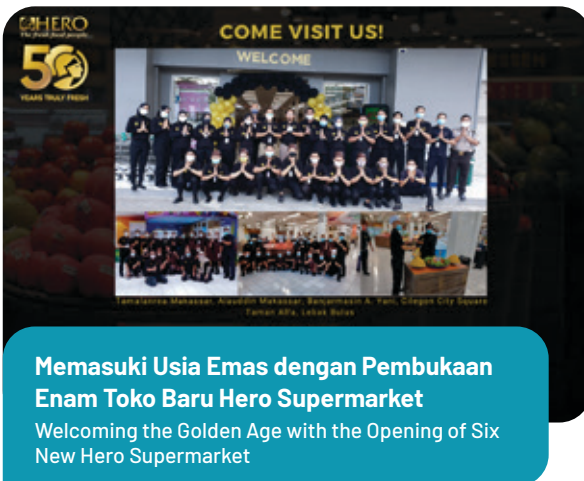 HERO
The fresh food people...
COME VISIT US!
50
YEARS TRULY FRESH
WELCOME
Tamalanrea Makassar, Alauddin Makassar, Banjarmasin A. Yani, Cilegon City Square
Taman Alfa, Lebak Bulus
Memasuki Usia Emas dengan Pembukaan
Enam Toko Baru Hero Supermarket
Welcoming the Golden Age with the Opening of Six
New Hero Supermarket